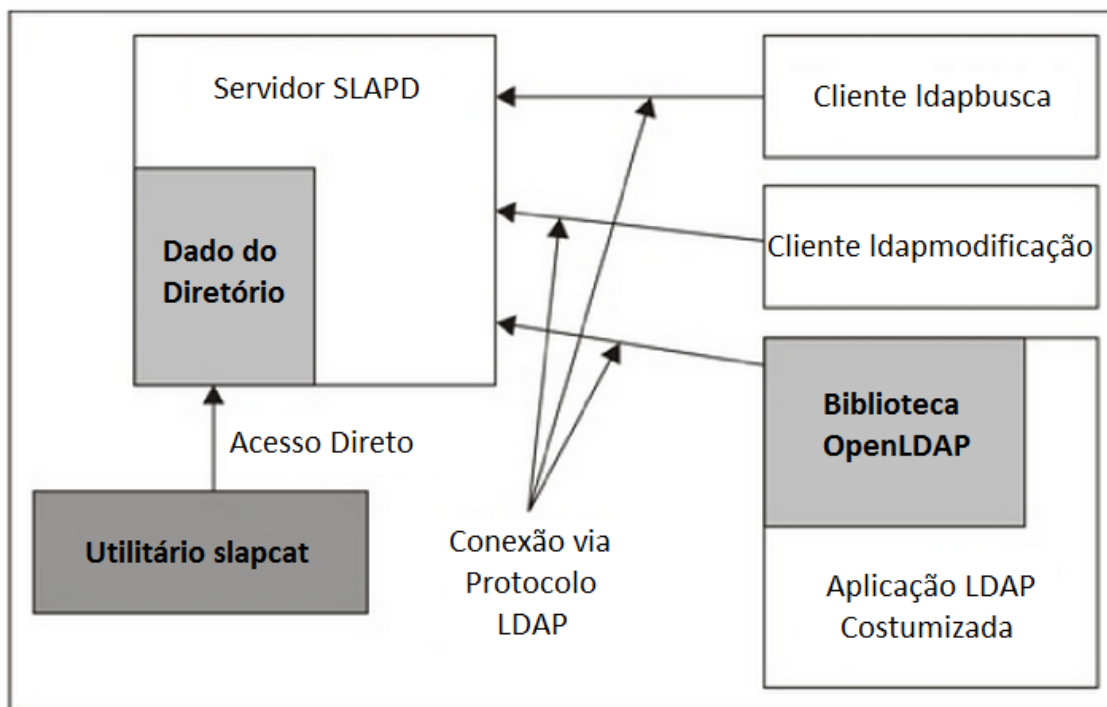 Servidor SLAPD
Dado do
Diretório
Acesso Direto
Utilitário slapcat
Conexão via
Protocolo
LDAP
Cliente ldapbusca
Cliente ldapmodificação
Biblioteca
OpenLDAP
Aplicação LDAP
Costumizada